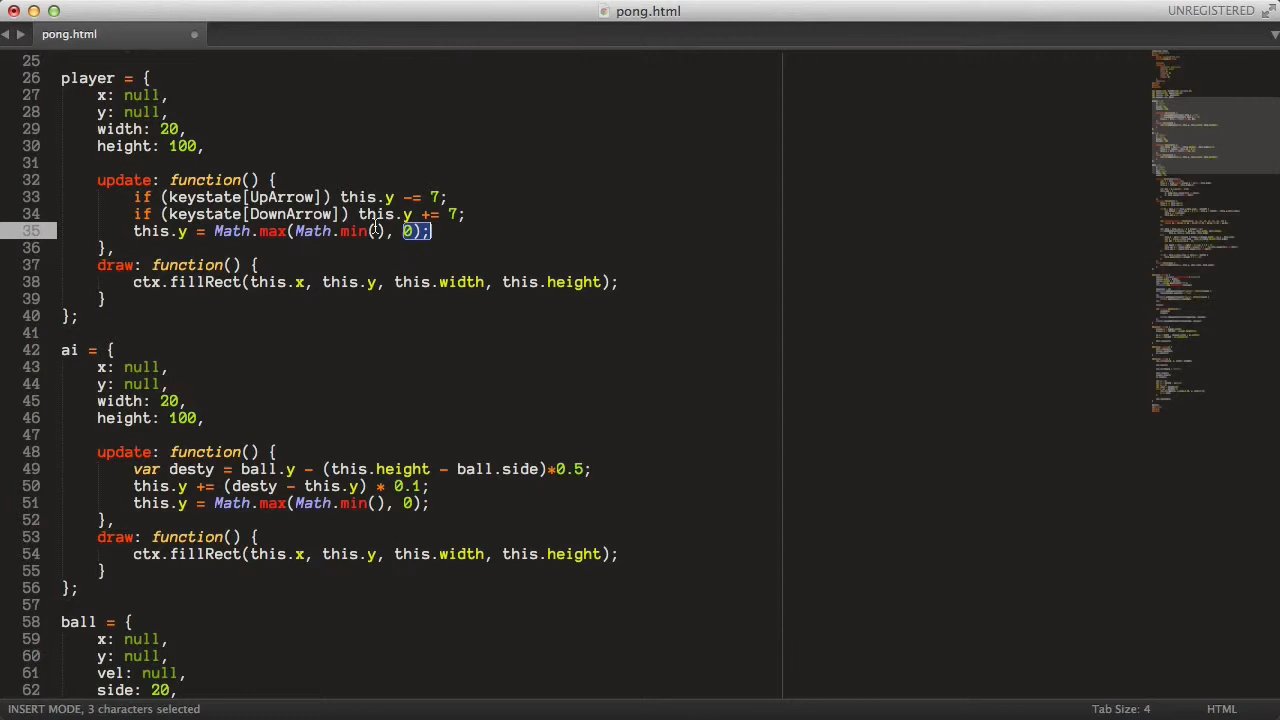 pong.html
UNREGISTERED
pong.html
25
26 player = {
27 x: null,
28 y: null,
29 width: 20,
30 height: 100,
31
32 update: function() {
33 if (keystate[UpArrow]) this.y -= 7;
34 if (keystate[DownArrow]) this.y += 7;
35 this.y = Math.max(Math.min(), 0);
36 },
37 draw: function() {
38 ctx.fillRect(this.x, this.y, this.width, this.height);
39 }
40 };
41
42 ai = {
43 x: null,
44 y: null,
45 width: 20,
46 height: 100,
47
48 update: function() {
49 var desty = ball.y - (this.height - ball.side)*0.5;
50 this.y += (desty - this.y) * 0.1;
51 this.y = Math.max(Math.min(), 0);
52 },
53 draw: function() {
54 ctx.fillRect(this.x, this.y, this.width, this.height);
55 }
56 };
57
58 ball = {
59 x: null,
60 y: null,
61 vel: null,
62 side: 20,
INSERT MODE, 3 characters selected
Tab Size: 4
HTML